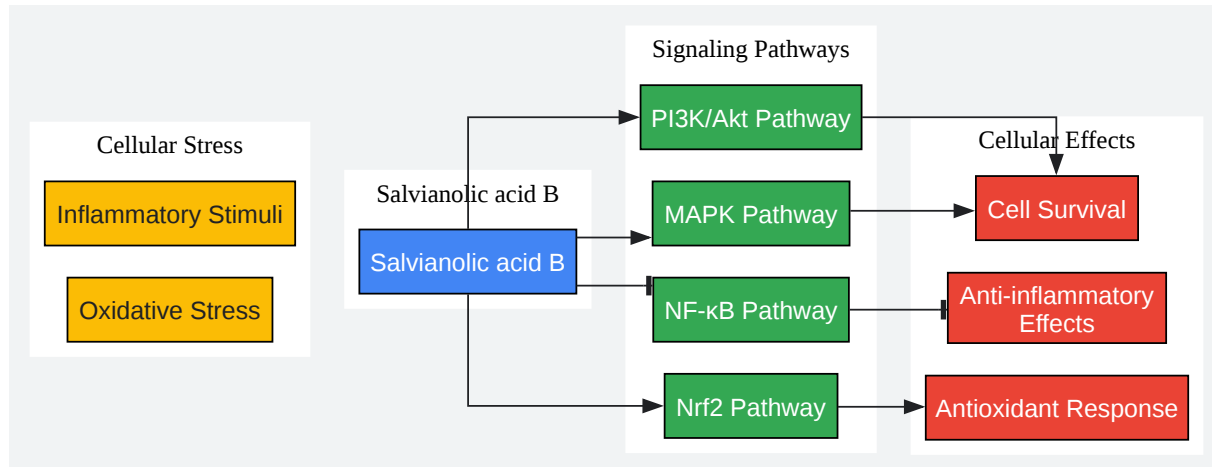 Cellular Stress
Inflammatory Stimuli
Oxidative Stress
Salvianolic acid B
Salvianolic acid B
Signaling Pathways
PI3K/Akt Pathway
MAPK Pathway
NF-κB Pathway
Nrf2 Pathway
Cellular Effects
Cell Survival
Anti-inflammatory
Effects
Antioxidant Response